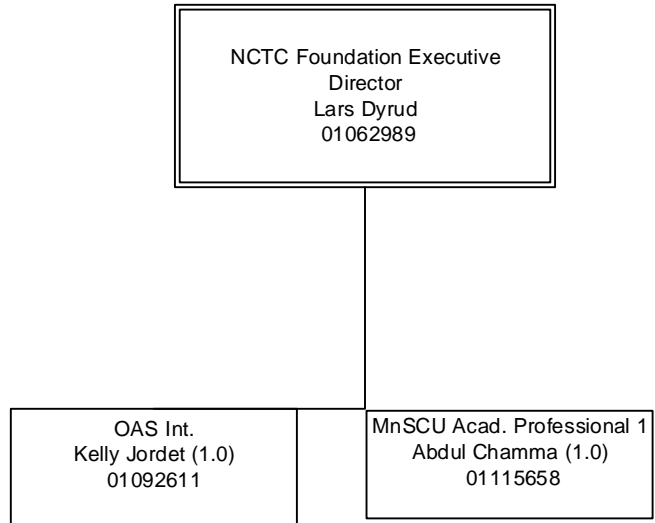 NCTC Foundation Executive
Director
Lars Dyrud
01062989
OAS Int.
Kelly Jordet (1.0)
01092611
MnSCU Acad. Professional 1
Abdul Chamma (1.0)
01115658